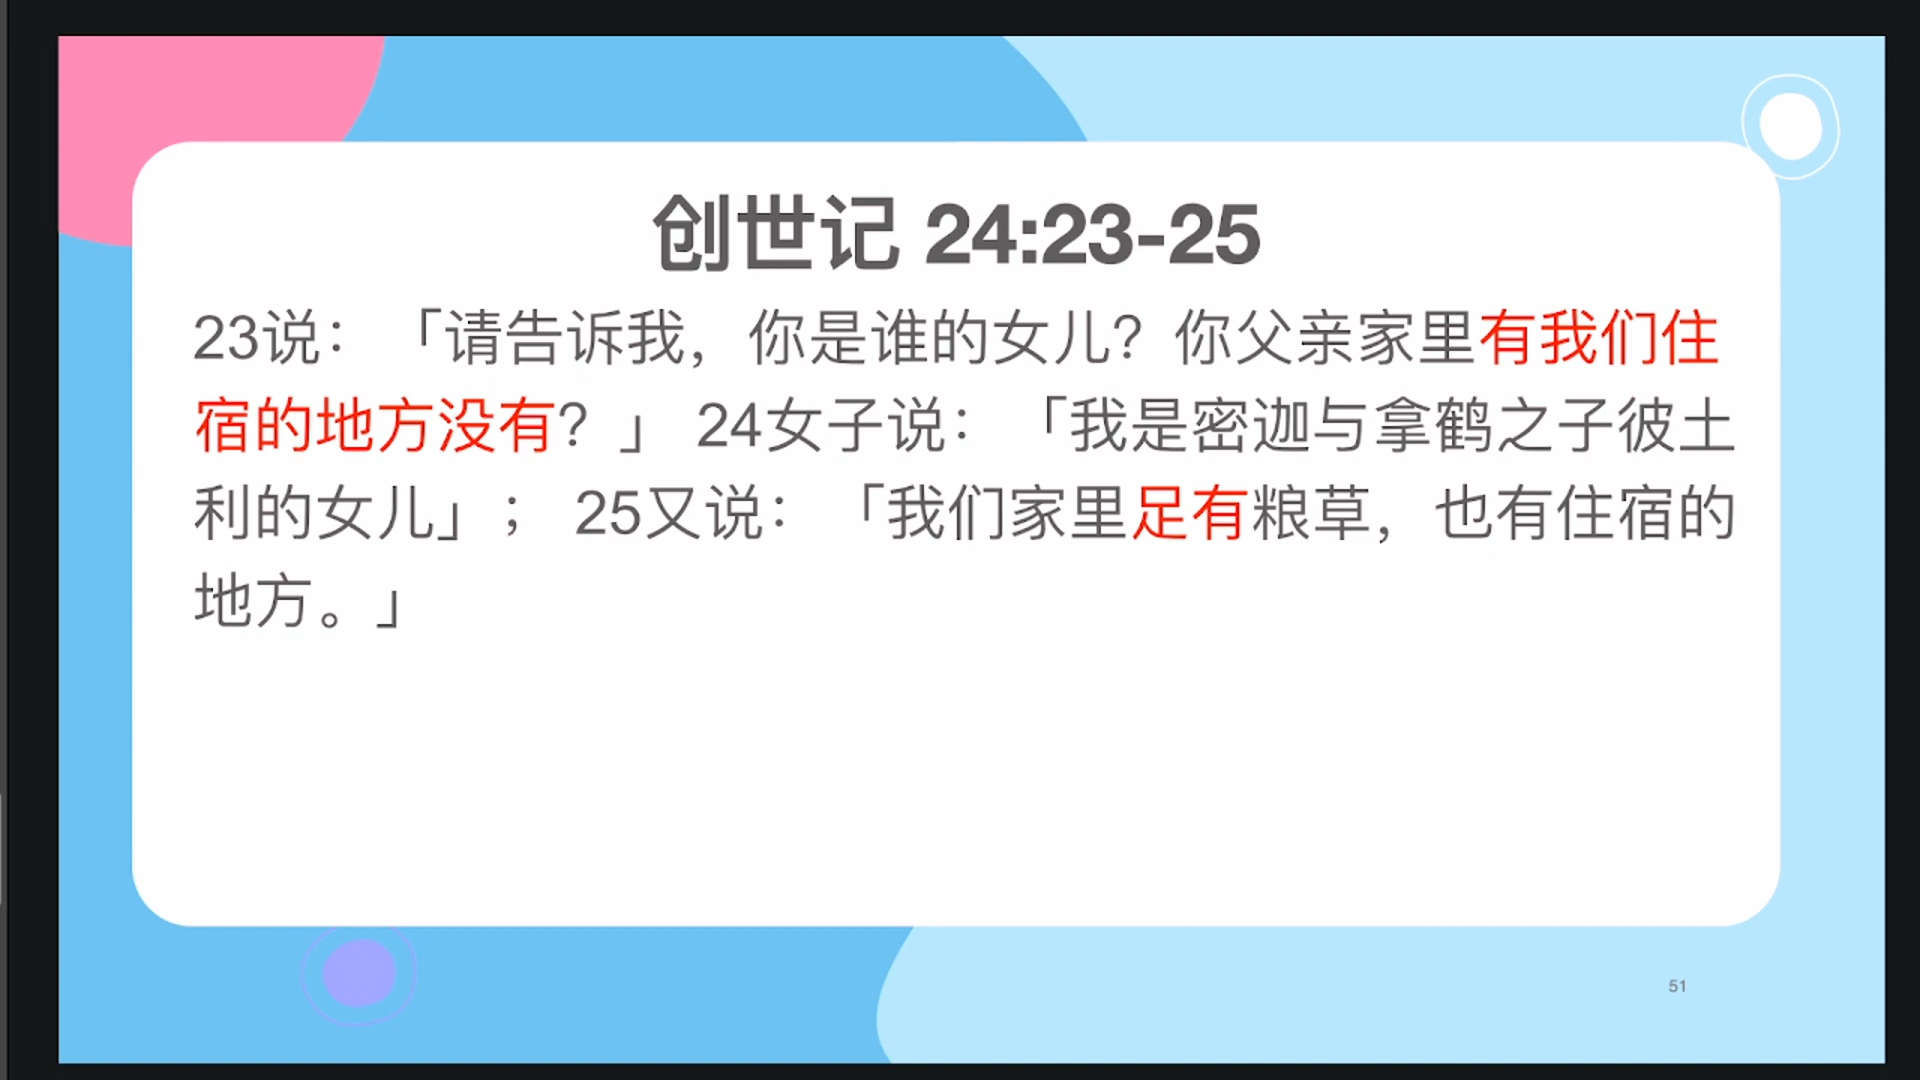 创世记 24:23-25
23说：「请告诉我，你是谁的女儿？你父亲家里有我们住
宿的地方没有？」 24女子说：「我是密迦与拿鹤之子彼土
利的女儿」； 25又说：「我们家里足有粮草，也有住宿的
地方。」
51